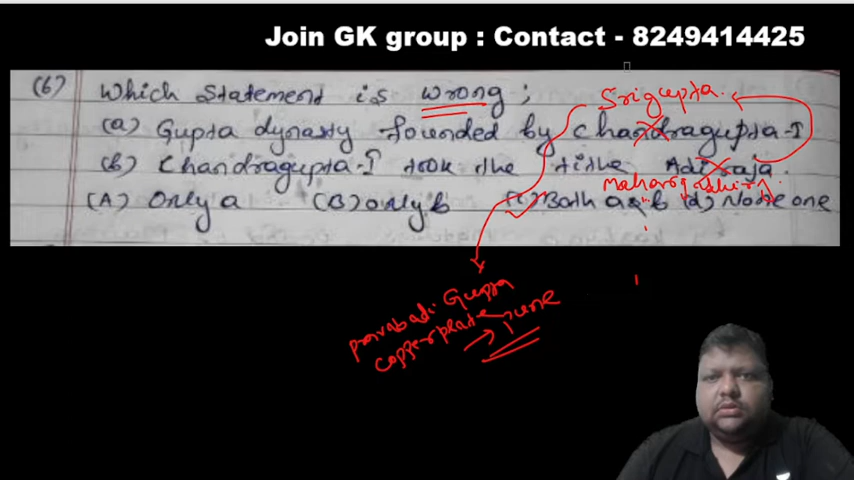 Join GK group : Contact - 8249414425
(6) Which statement is wrong ;
Srigupta.
(a) Gupta dynasty founded by Chandragupta-I
(b) Chandragupta-I took the title Adiraja.
(A) Only a (B) only b (C) Both a & b (d) None one
Gupta
copperplate → Pune